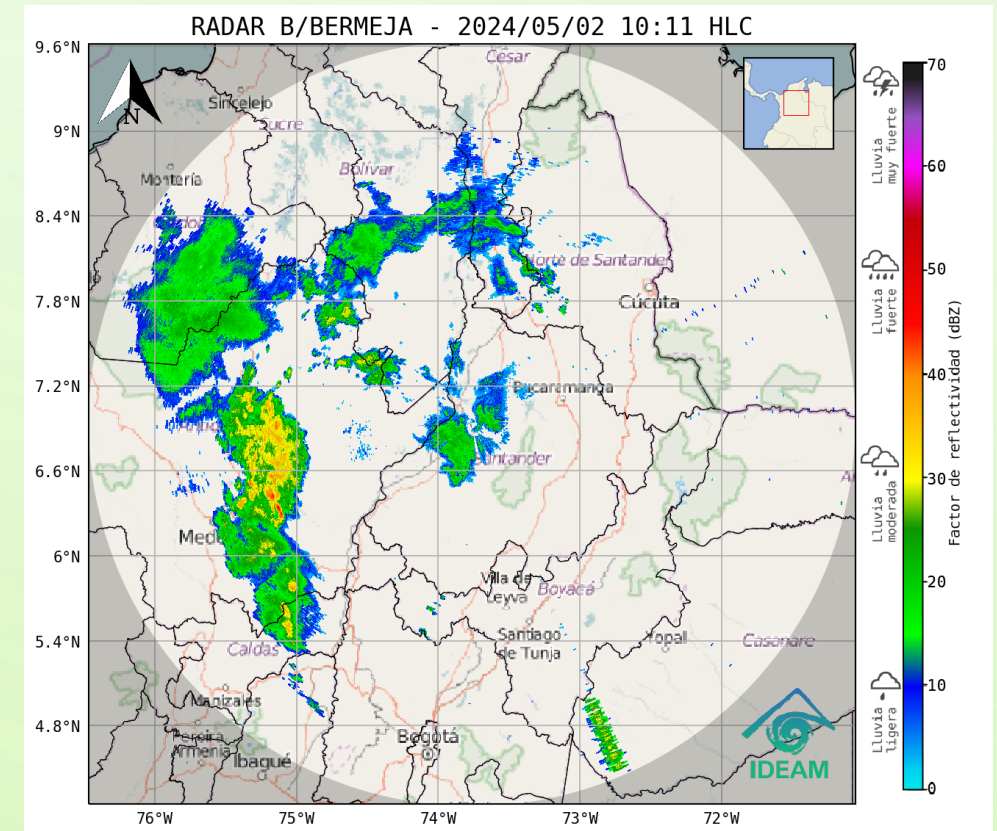 RADAR B/BERMEJA - 2024/05/02 10:11 HLC
9.6°N
9°N
8.4°N
7.8°N
7.2°N
6.6°N
6°N
5.4°N
4.8°N
76°W
75°W
74°W
73°W
72°W
N
Cesar
Sincelejo
Sucre
Bolívar
Montería
Norte de Santander
Cúcuta
Bucaramanga
Santander
Villa de
Leyva
Boyacá
Santiago
de Tunja
Yopal
Casanare
Caldas
Manizales
Pereira
Armenia
Ibagué
Bogotá
IDEAM
70
60
50
40
30
20
10
0
Lluvia
muy fuerte
Lluvia
fuerte
Lluvia
moderada
Lluvia
ligera
Factor de reflectividad (dBZ)